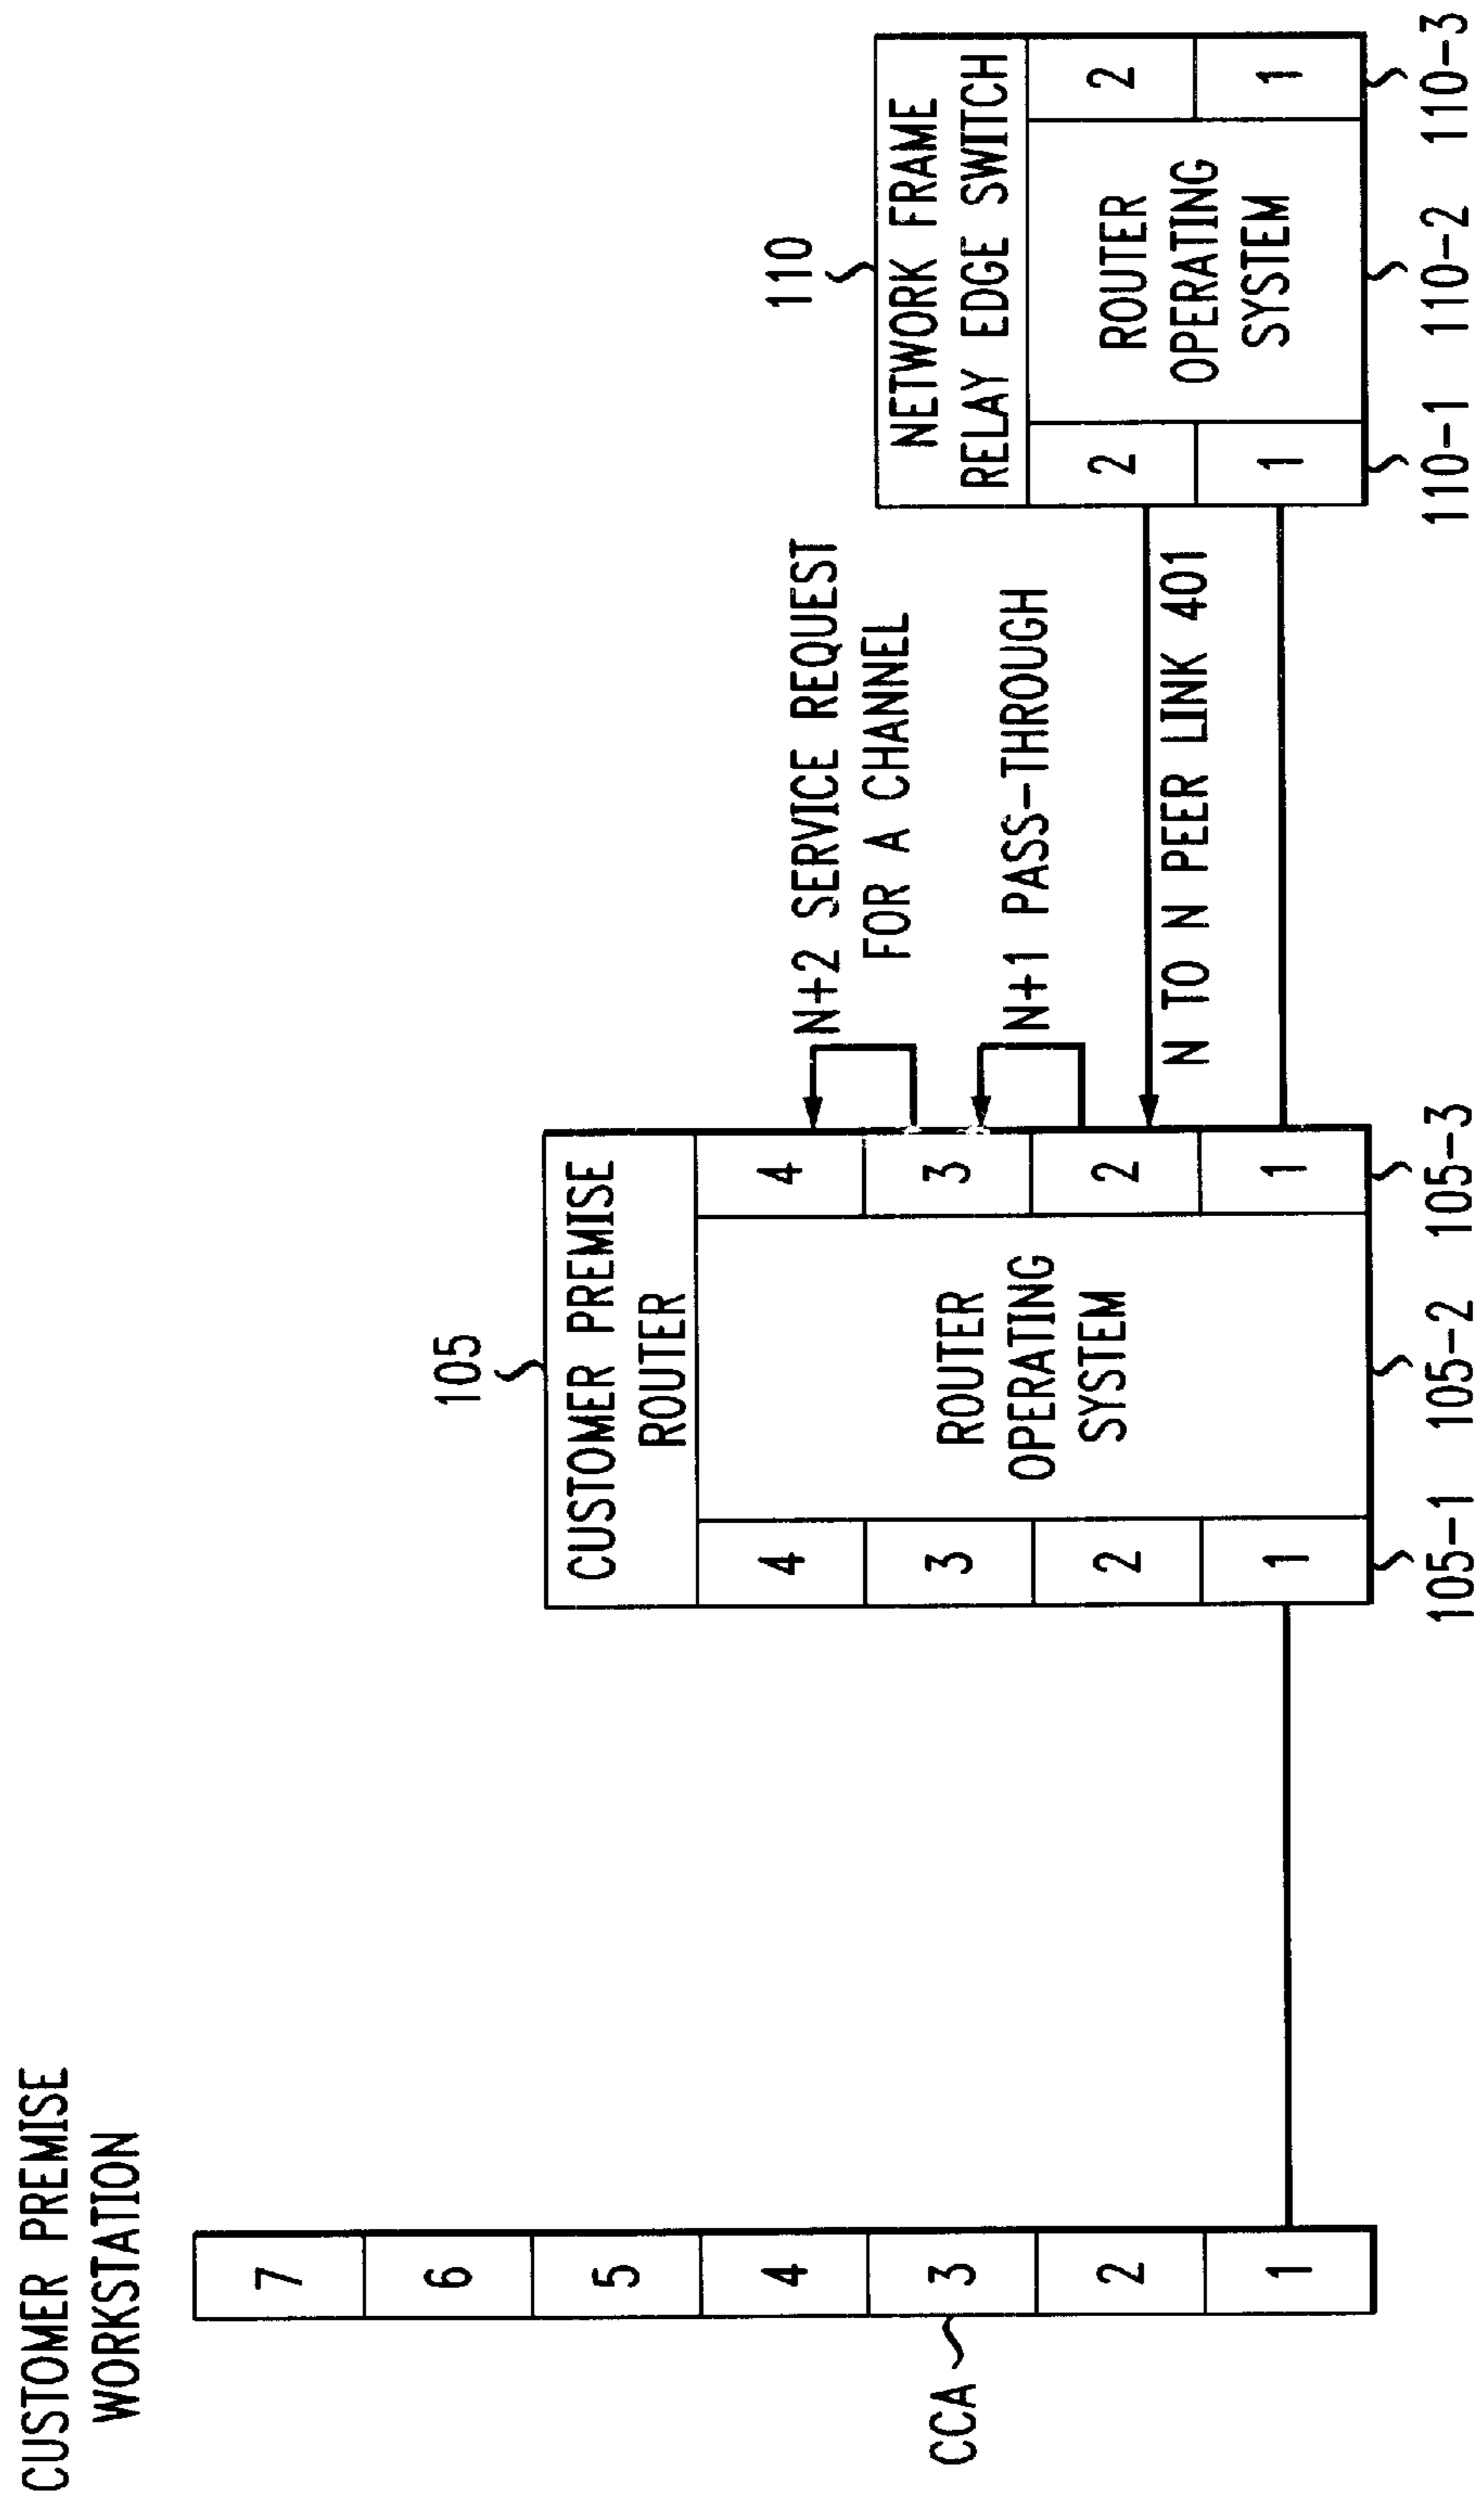 CUSTOMER PREMISE
WORKSTATION
7
6
5
4
3
2
1
CCA
105
CUSTOMER PREMISE
ROUTER
4
3
2
1
ROUTER
OPERATING
SYSTEM
4
3
2
1
105-1
105-2
105-3
N+2 SERVICE REQUEST
FOR A CHANNEL
N+1 PASS-THROUGH
N TO N PEER LINK 401
110
NETWORK FRAME
RELAY EDGE SWITCH
2
1
ROUTER
OPERATING
SYSTEM
2
1
110-1
110-2
110-3